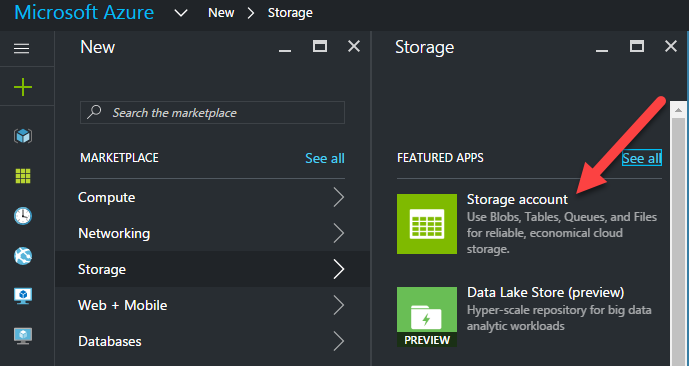 Microsoft Azure New > Storage
New
Search the marketplace
MARKETPLACE See all
Compute
Networking
Storage
Web + Mobile
Databases
Storage
FEATURED APPS See all
Storage account
Use Blobs, Tables, Queues, and Files
for reliable, economical cloud
storage.
Data Lake Store (preview)
Hyper-scale repository for big data
analytic workloads
PREVIEW